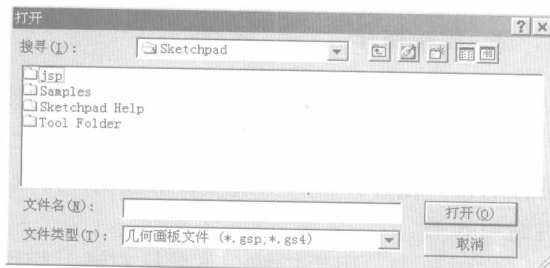 打开
搜寻(I): Sketchpad
jsp
Samples
Sketchpad Help
Tool Folder
文件名(N): 打开(O)
文件类型(T): 几何画板文件 (*.gsp;*.gs4) 取消